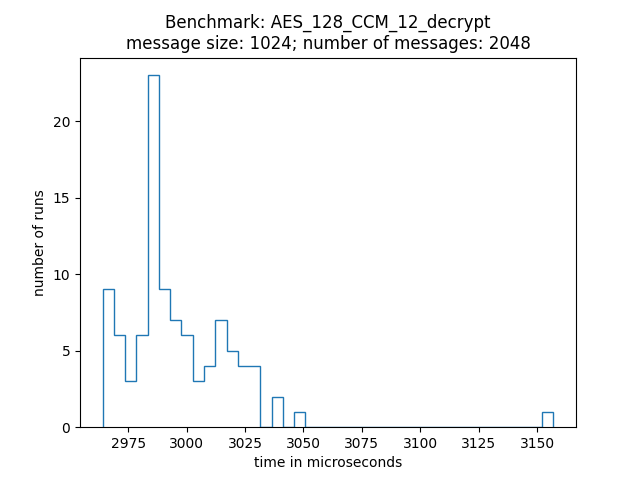 Benchmark: AES_128_CCM_12_decrypt
message size: 1024; number of messages: 2048
number of runs
20
15
10
5
0
2975 3000 3025 3050 3075 3100 3125 3150
time in microseconds